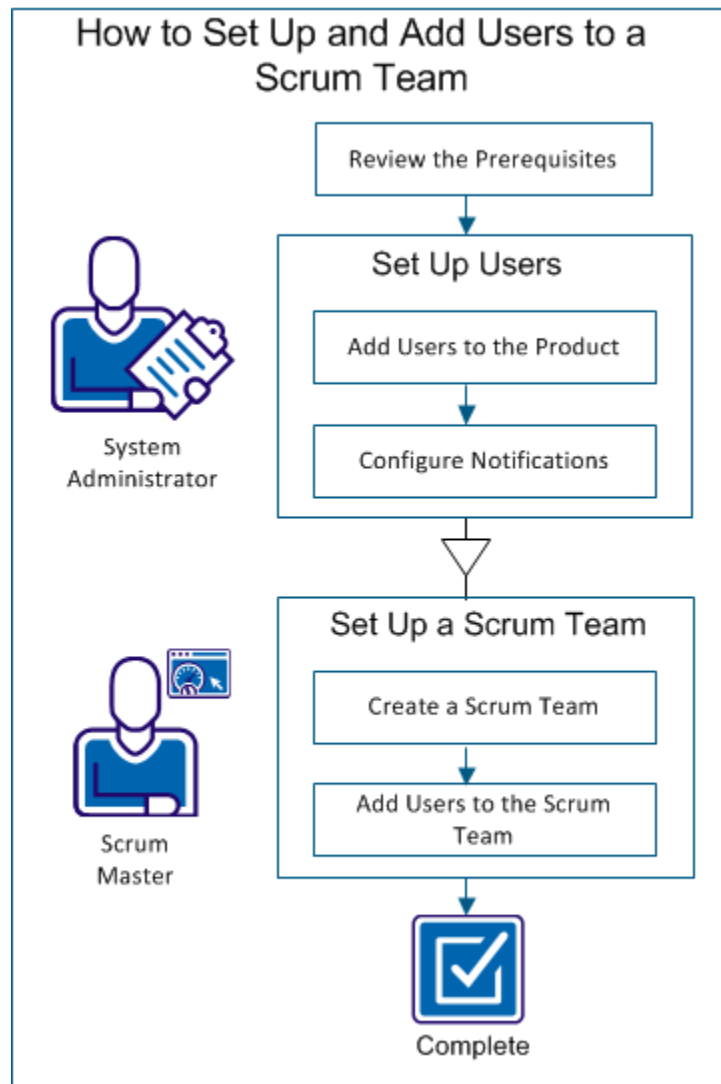 How to Set Up and Add Users to a
Scrum Team
Review the Prerequisites
Set Up Users
Add Users to the Product
Configure Notifications
System
Administrator
Set Up a Scrum Team
Create a Scrum Team
Add Users to the Scrum
Team
Scrum
Master
Complete